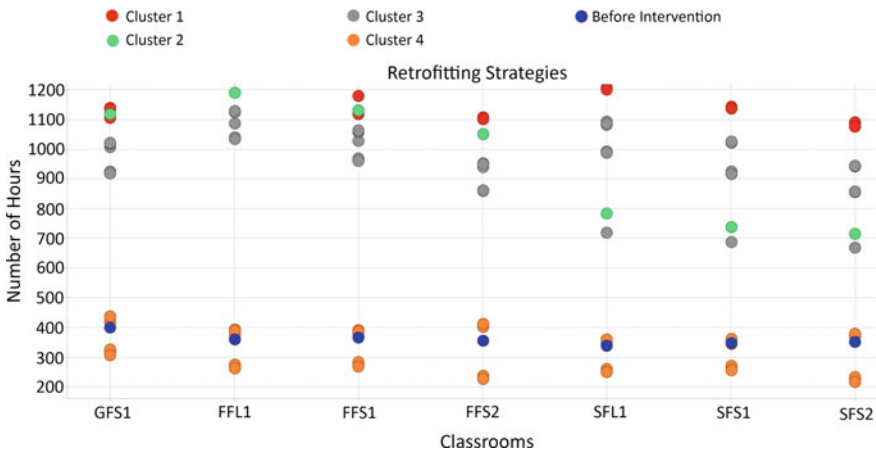 Cluster 1
Cluster 3
Before Intervention
Cluster 2
Cluster 4
Retrofitting Strategies
Number of Hours
1200
1100
1000
900
800
700
600
500
400
300
200
GFS1 FFL1 FFS1 FFS2 SFL1 SFS1 SFS2
Classrooms